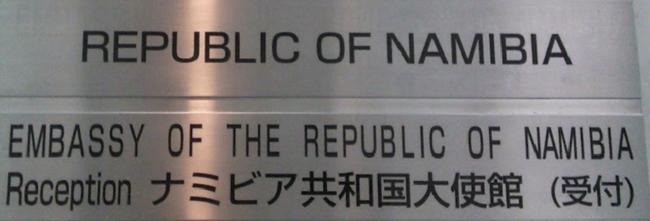 REPUBLIC OF NAMIBIA
EMBASSY OF THE REPUBLIC OF NAMIBIA
Reception ナミビア共和国大使館 (受付)